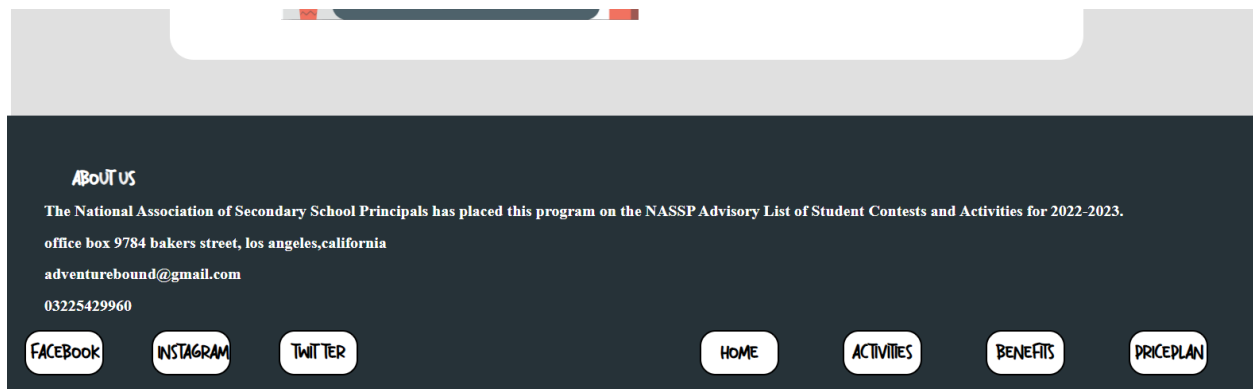 ABOUT US
The National Association of Secondary School Principals has placed this program on the NASSP Advisory List of Student Contests and Activities for 2022-2023.
office box 9784 bakers street, los angeles,california
adventurebound@gmail.com
03225429960
FACEBOOK INSTAGRAM TWITTER HOME ACTIVITIES BENEFITS PRICEPLAN